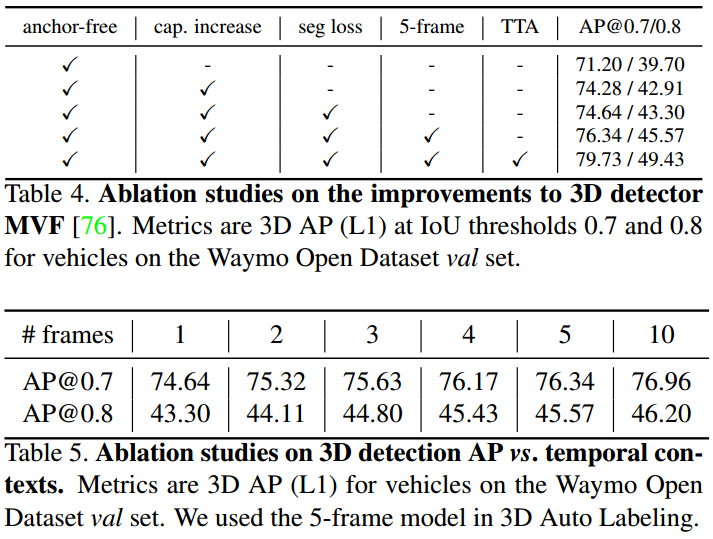 anchor-free | cap. increase | seg loss | 5-frame | TTA | AP@0.7/0.8
✓ | - | - | - | - | 71.20 / 39.70
✓ | ✓ | - | - | - | 74.28 / 42.91
✓ | ✓ | ✓ | - | - | 74.64 / 43.30
✓ | ✓ | ✓ | ✓ | - | 76.34 / 45.57
✓ | ✓ | ✓ | ✓ | ✓ | 79.73 / 49.43
Table 4. Ablation studies on the improvements to 3D detector
MVF [76]. Metrics are 3D AP (L1) at IoU thresholds 0.7 and 0.8
for vehicles on the Waymo Open Dataset val set.
# frames | 1 | 2 | 3 | 4 | 5 | 10
AP@0.7 | 74.64 | 75.32 | 75.63 | 76.17 | 76.34 | 76.96
AP@0.8 | 43.30 | 44.11 | 44.80 | 45.43 | 45.57 | 46.20
Table 5. Ablation studies on 3D detection AP vs. temporal con-
texts. Metrics are 3D AP (L1) for vehicles on the Waymo Open
Dataset val set. We used the 5-frame model in 3D Auto Labeling.